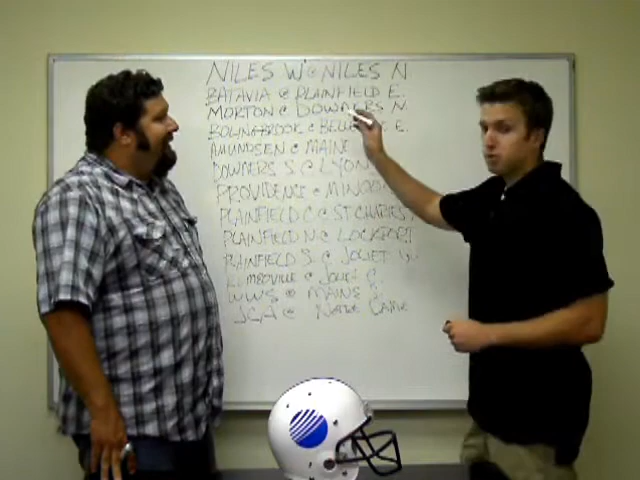 NILES W @ NILES N
BATAVIA @ PLAINFIELD E.
MORTON @ DOWNERS N.
BOLINGBROOK @ E.
AMUNDSEN @ MAINE
DOWNERS S @ LYONS
PROVIDENCE @ MINOO
PLAINFIELD C @ ST CHARLES
PLAINFIELD N @ LOCKPORT
PLAINFIELD S. @ JOLIET W.
@ JOLIET C.
WWS @ MAINE
JCA @ NOTRE DAME